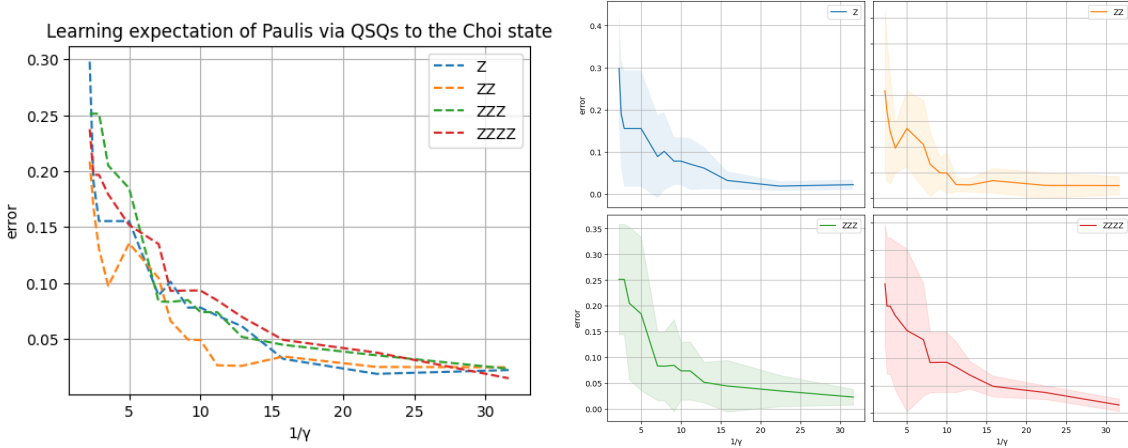 Learning expectation of Paulis via QSQs to the Choi state
error
0.30
0.25
0.20
0.15
0.10
0.05
5
10
15
20
25
30
1/γ
Z
ZZ
ZZZ
ZZZZ
error
0.4
0.3
0.2
0.1
0.0
Z
ZZ
error
0.35
0.30
0.25
0.20
0.15
0.10
0.05
0.00
ZZZ
5
10
15
20
25
30
1/γ
ZZZZ
5
10
15
20
25
30
1/γ